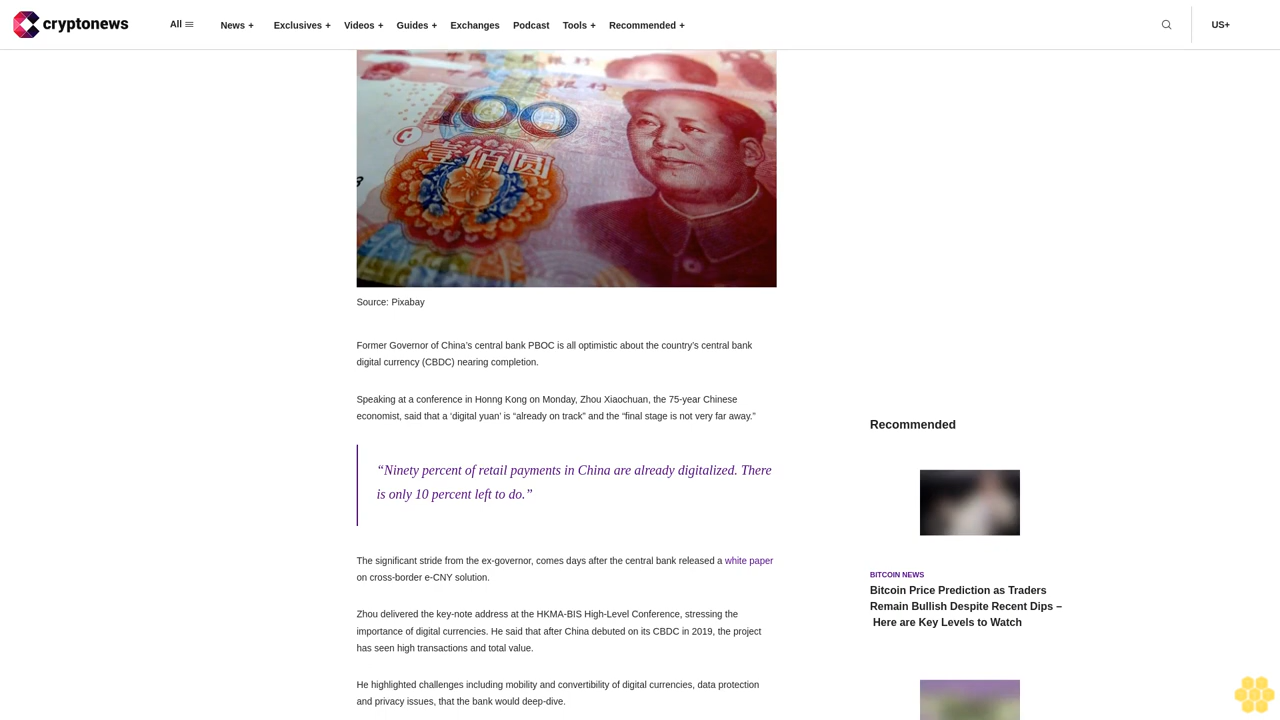 cryptonews
All
News +
Exclusives +
Videos +
Guides +
Exchanges
Podcast
Tools +
Recommended +
US+
100
壹佰圆
Source: Pixabay
Former Governor of China’s central bank PBOC is all optimistic about the country’s central bank
digital currency (CBDC) nearing completion.
Speaking at a conference in Honng Kong on Monday, Zhou Xiaochuan, the 75-year Chinese
economist, said that a ‘digital yuan’ is “already on track” and the “final stage is not very far away.”
“Ninety percent of retail payments in China are already digitalized. There
is only 10 percent left to do.”
The significant stride from the ex-governor, comes days after the central bank released a white paper
on cross-border e-CNY solution.
Zhou delivered the key-note address at the HKMA-BIS High-Level Conference, stressing the
importance of digital currencies. He said that after China debuted on its CBDC in 2019, the project
has seen high transactions and total value.
He highlighted challenges including mobility and convertibility of digital currencies, data protection
and privacy issues, that the bank would deep-dive.
Recommended
BITCOIN NEWS
Bitcoin Price Prediction as Traders
Remain Bullish Despite Recent Dips –
Here are Key Levels to Watch